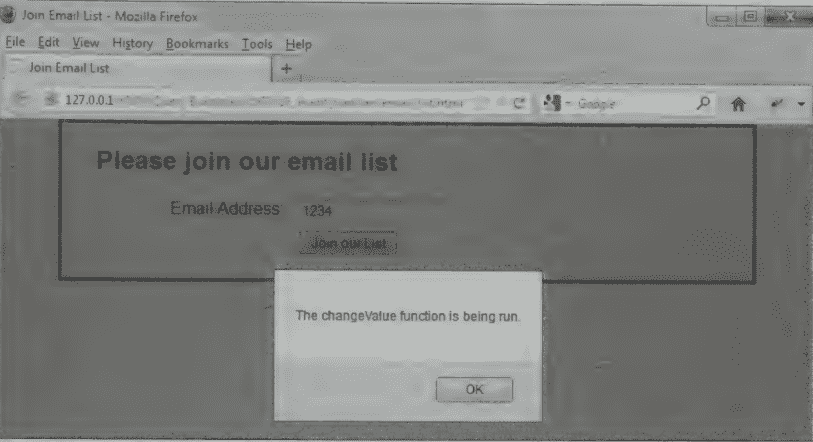 Join Email List - Mozilla Firefox
File Edit View History Bookmarks Tools Help
Join Email List +
127.0.0.1
Google
Please join our email list
Email Address 1234
Join our List
The changeValue function is being run.
OK